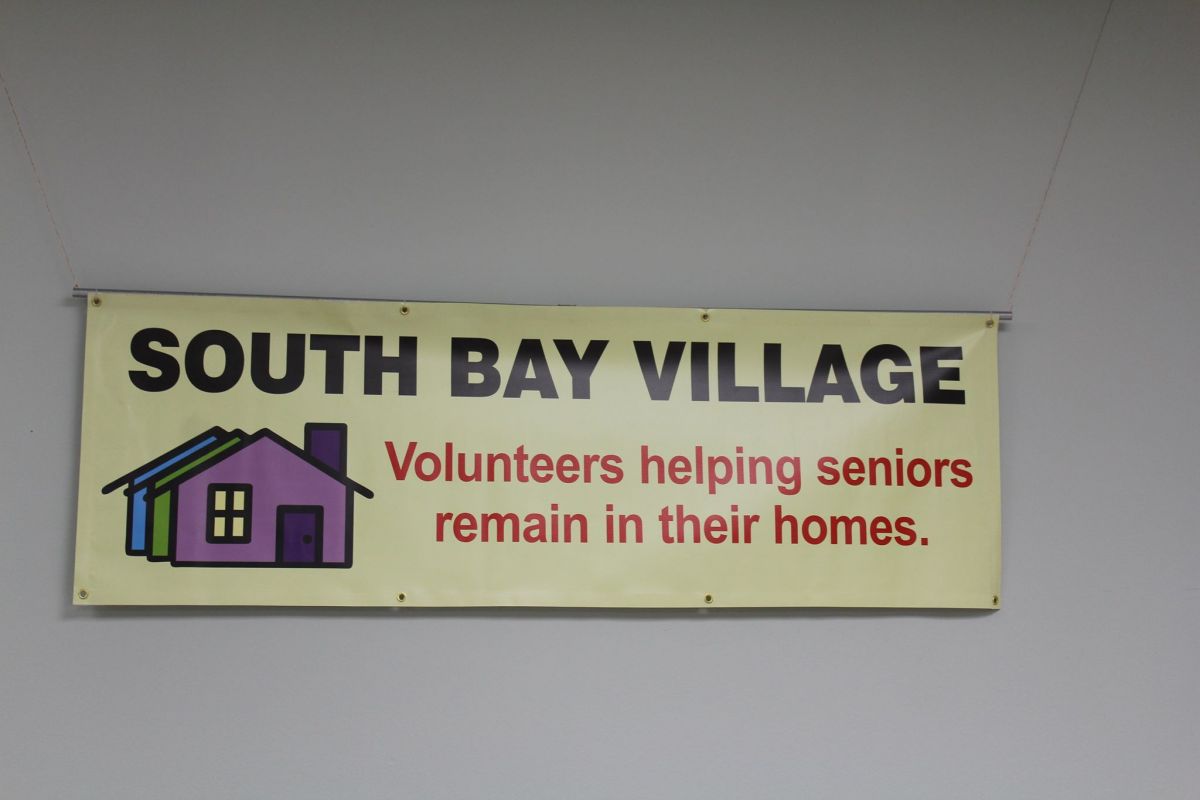 SOUTH BAY VILLAGE
Volunteers helping seniors
remain in their homes.